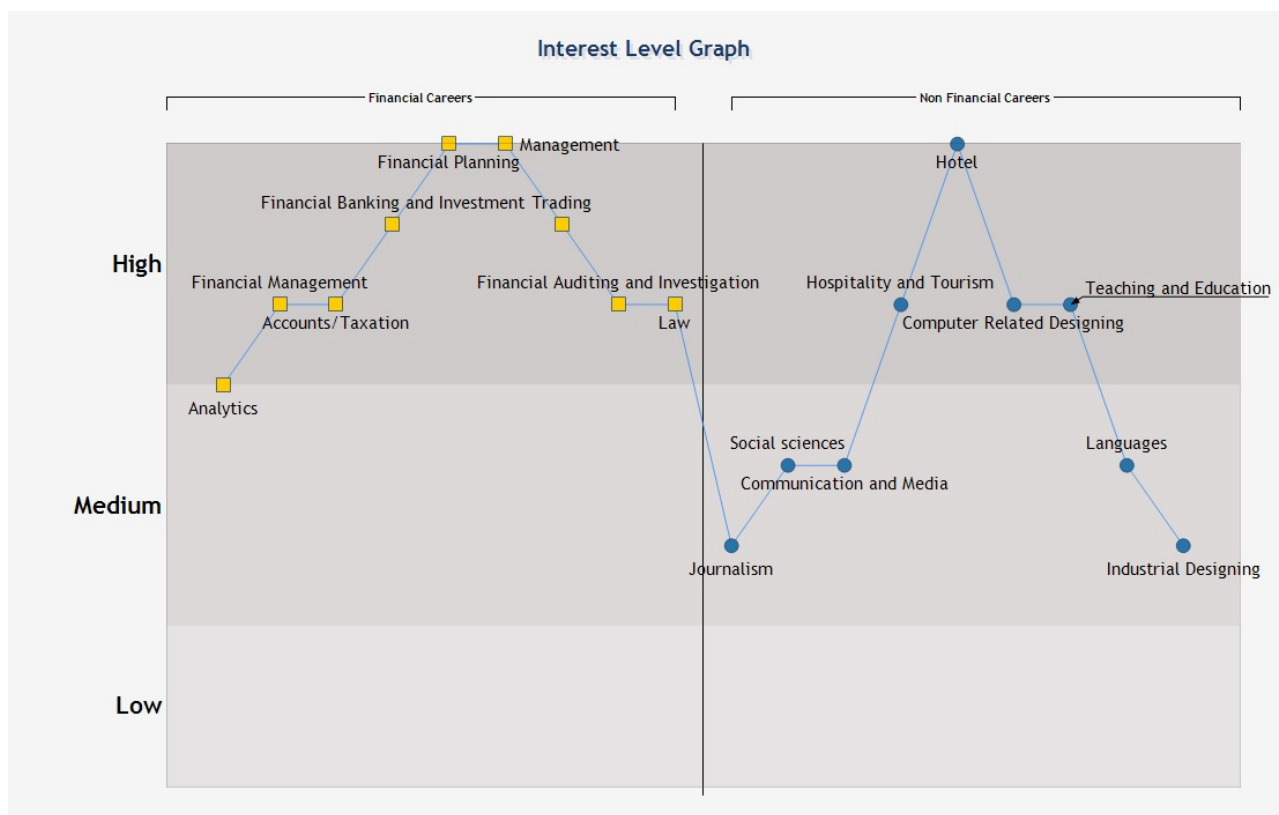 Interest Level Graph
Financial Careers
Non Financial Careers
Management
Financial Planning
Hotel
Financial Banking and Investment Trading
High
Financial Management
Financial Auditing and Investigation
Hospitality and Tourism
Teaching and Education
Accounts/Taxation
Law
Computer Related Designing
Analytics
Social sciences
Languages
Communication and Media
Medium
Journalism
Industrial Designing
Low